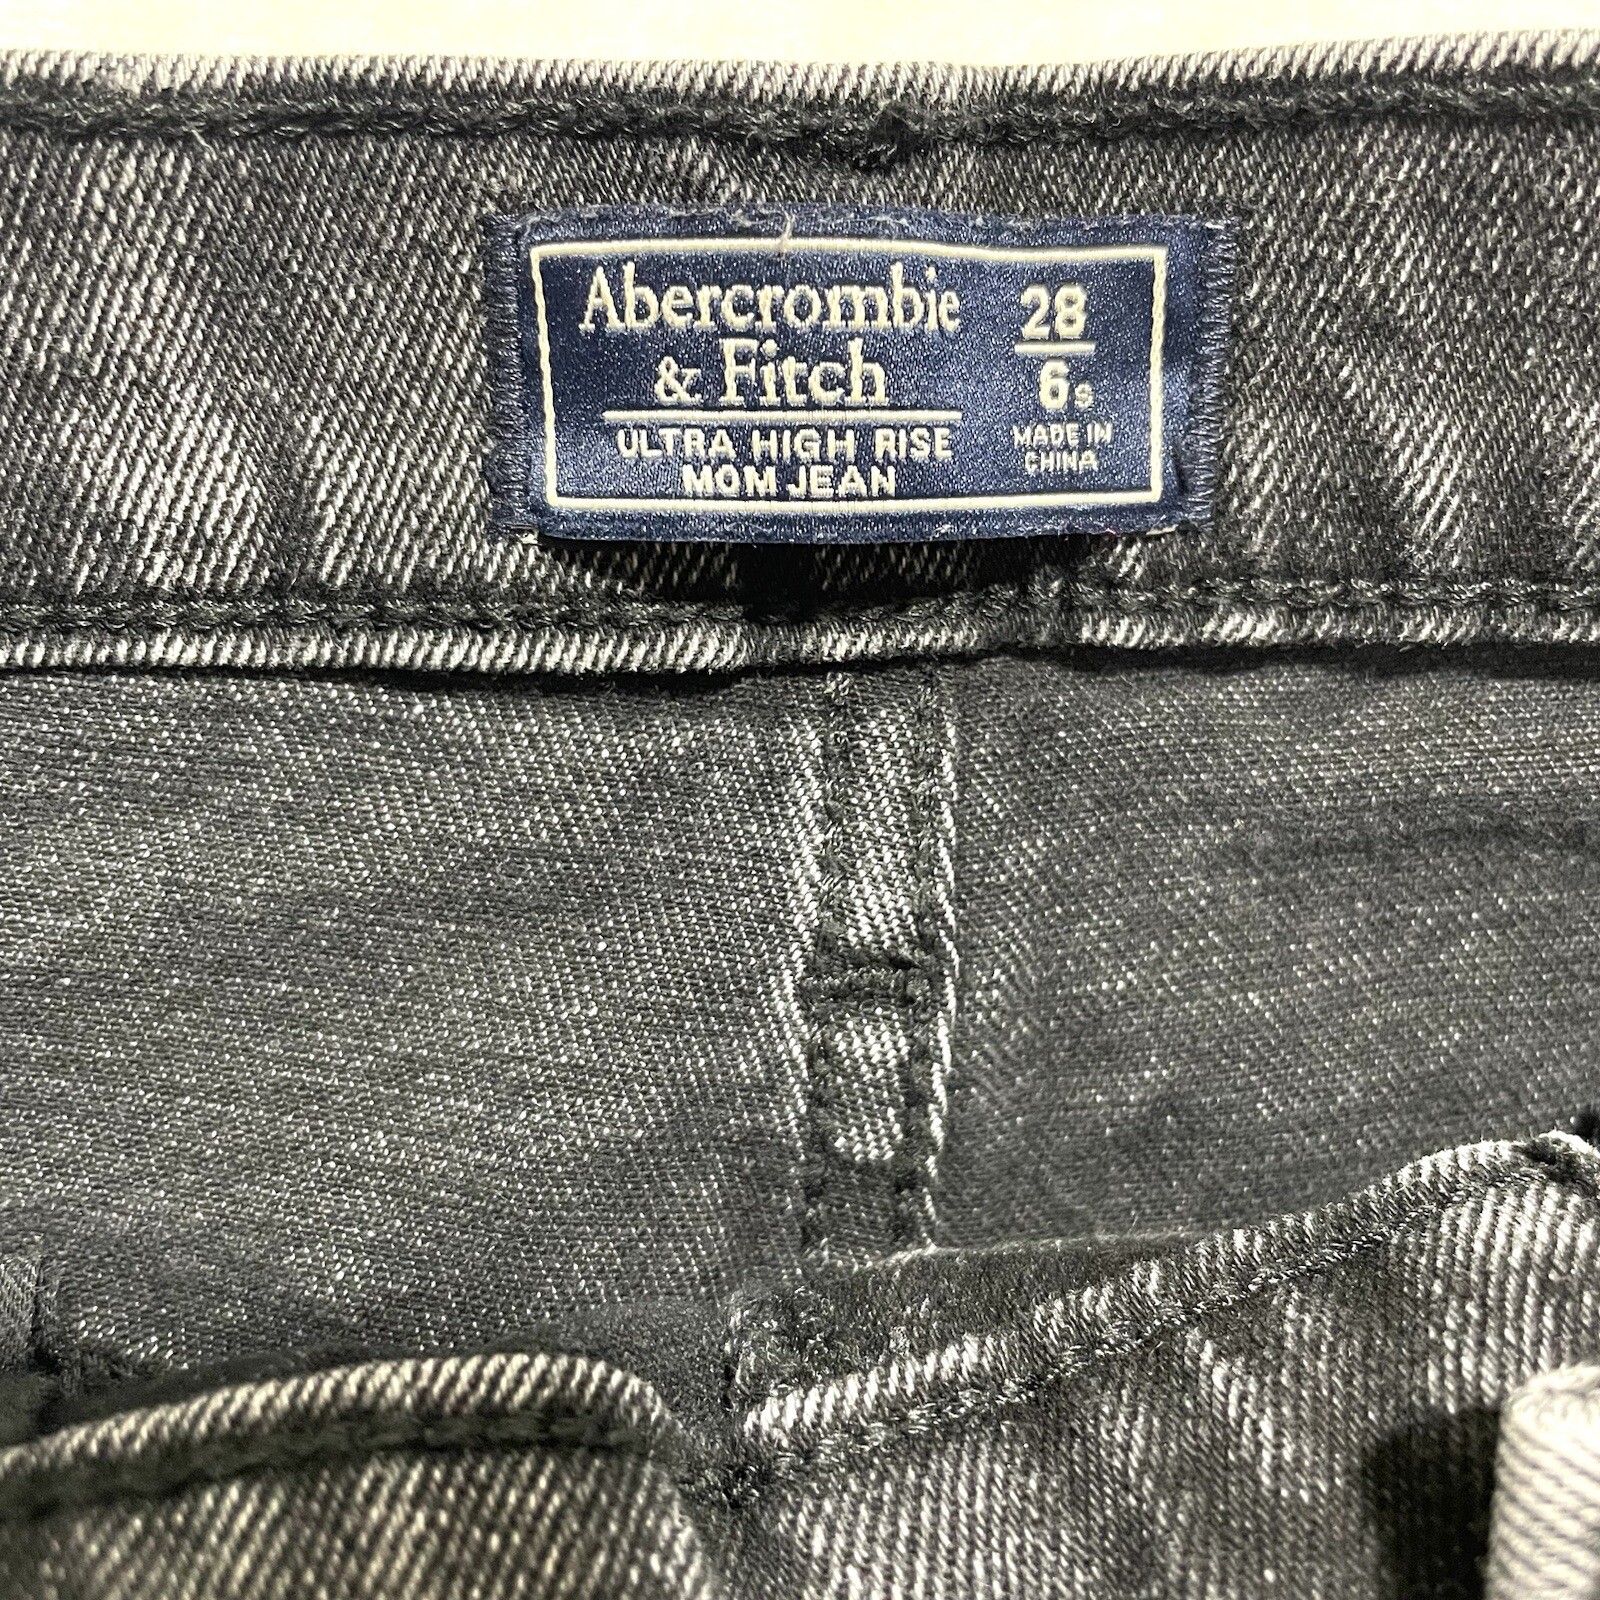 Abercrombie
& Fitch
ULTRA HIGH RISE
MOM JEAN
28
6s
MADE IN
CHINA